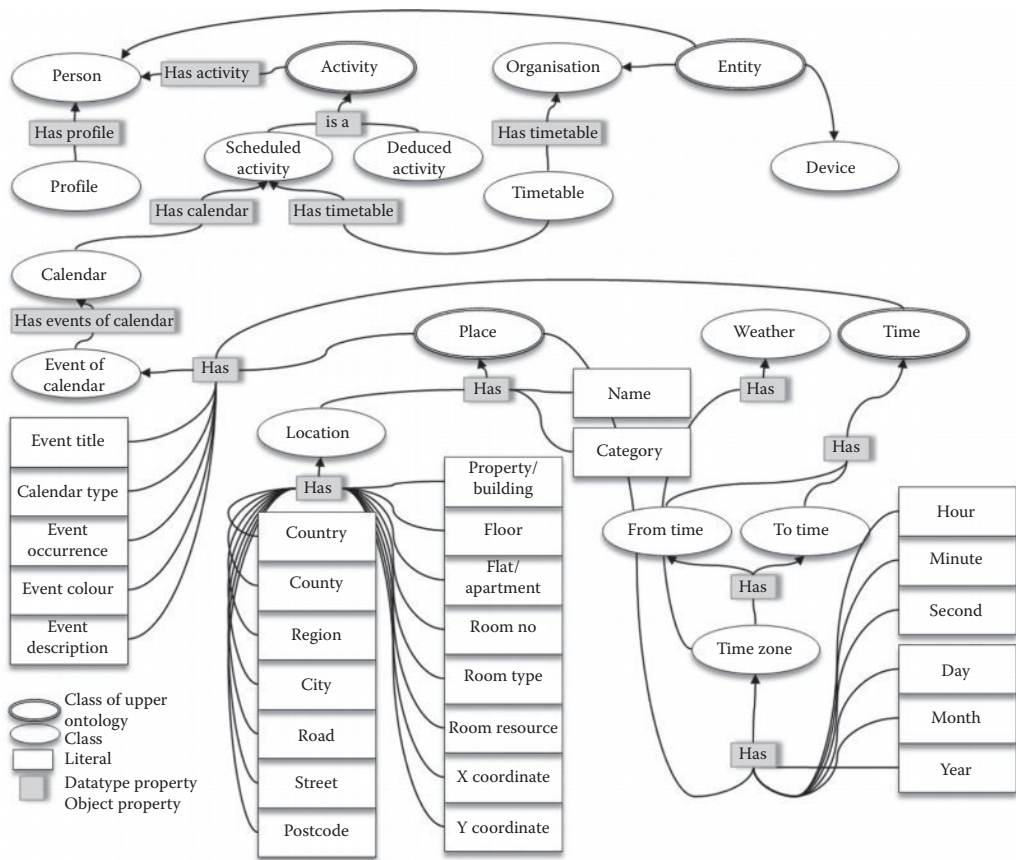 Person
Has activity
Activity
Organisation
Entity
Has profile
is a
Has timetable
Profile
Scheduled
activity
Deduced
activity
Timetable
Device
Has calendar
Has timetable
Calendar
Has events of calendar
Event of
calendar
Has
Place
Weather
Time
Has
Has
Name
Category
Location
Has
Has
Event title
Calendar type
Event
occurrence
Event colour
Event
description
Country
County
Region
City
Road
Street
Postcode
Property/
building
Floor
Flat/
apartment
Room no
Room type
Room resource
X coordinate
Y coordinate
From time
To time
Has
Time zone
Has
Hour
Minute
Second
Day
Month
Year
Class of upper
ontology
Class
Literal
Datatype property
Object property